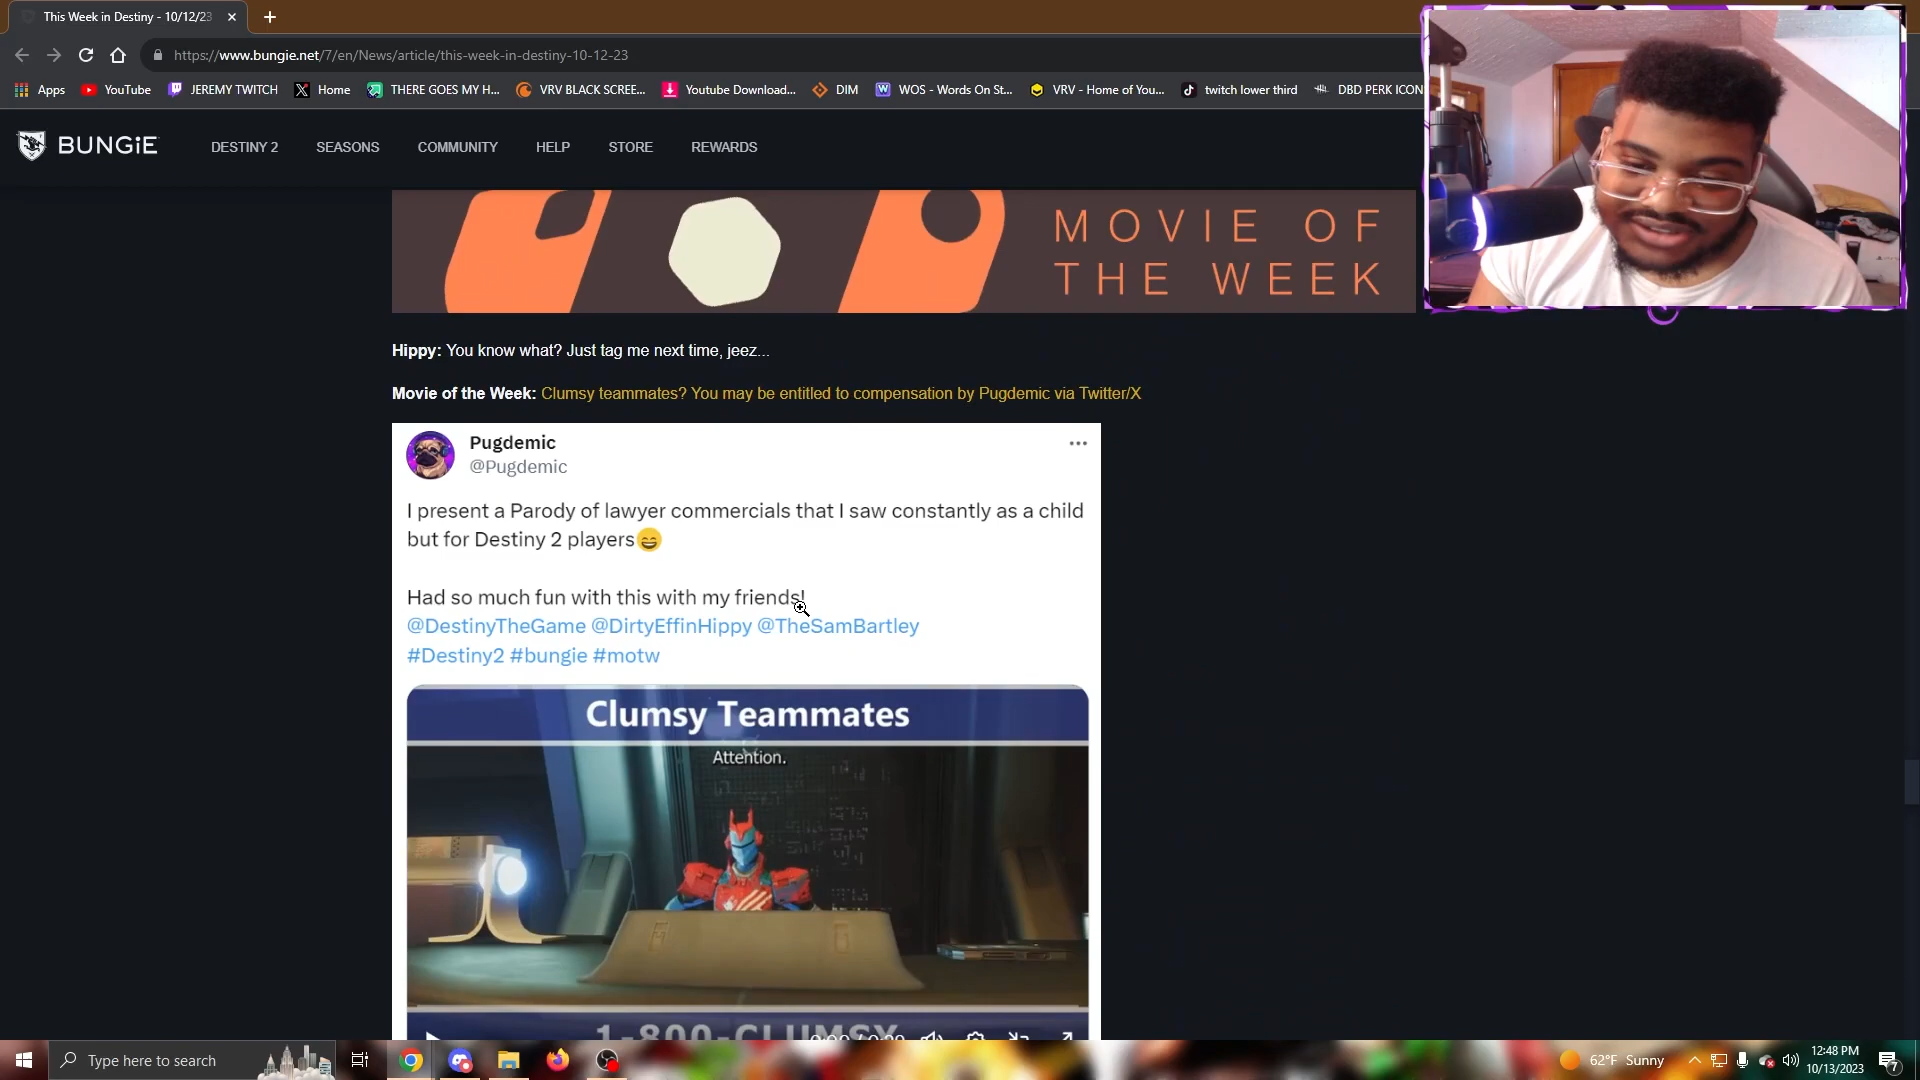 This Week in Destiny - 10/12/23
https://www.bungie.net/7/en/News/article/this-week-in-destiny-10-12-23
Apps YouTube JEREMY TWITCH Home THERE GOES MY H... VRV BLACK SCREE... Youtube Download... DIM WOS - Words On St... VRV - Home of You... twitch lower third DBD PERK ICON
BUNGiE DESTINY 2 SEASONS COMMUNITY HELP STORE REWARDS
MOVIE OF
THE WEEK
Hippy: You know what? Just tag me next time, jeez...
Movie of the Week: Clumsy teammates? You may be entitled to compensation by Pugdemic via Twitter/X
Pugdemic
@Pugdemic
I present a Parody of lawyer commercials that I saw constantly as a child
but for Destiny 2 players😄
Had so much fun with this with my friends!
@DestinyTheGame @DirtyEffinHippy @TheSamBartley
#Destiny2 #bungie #motw
Clumsy Teammates
Attention.
1-800-CLUMSY
Type here to search
62°F Sunny
12:48 PM
10/13/2023
7